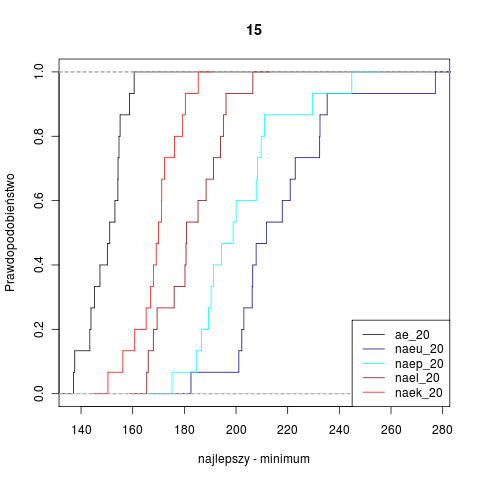 15
Prawdopodobieństwo
1.0
0.8
0.6
0.4
0.2
0.0
ae_20
naeu_20
naep_20
nael_20
naek_20
140 160 180 200 220 240 260 280
najlepszy - minimum